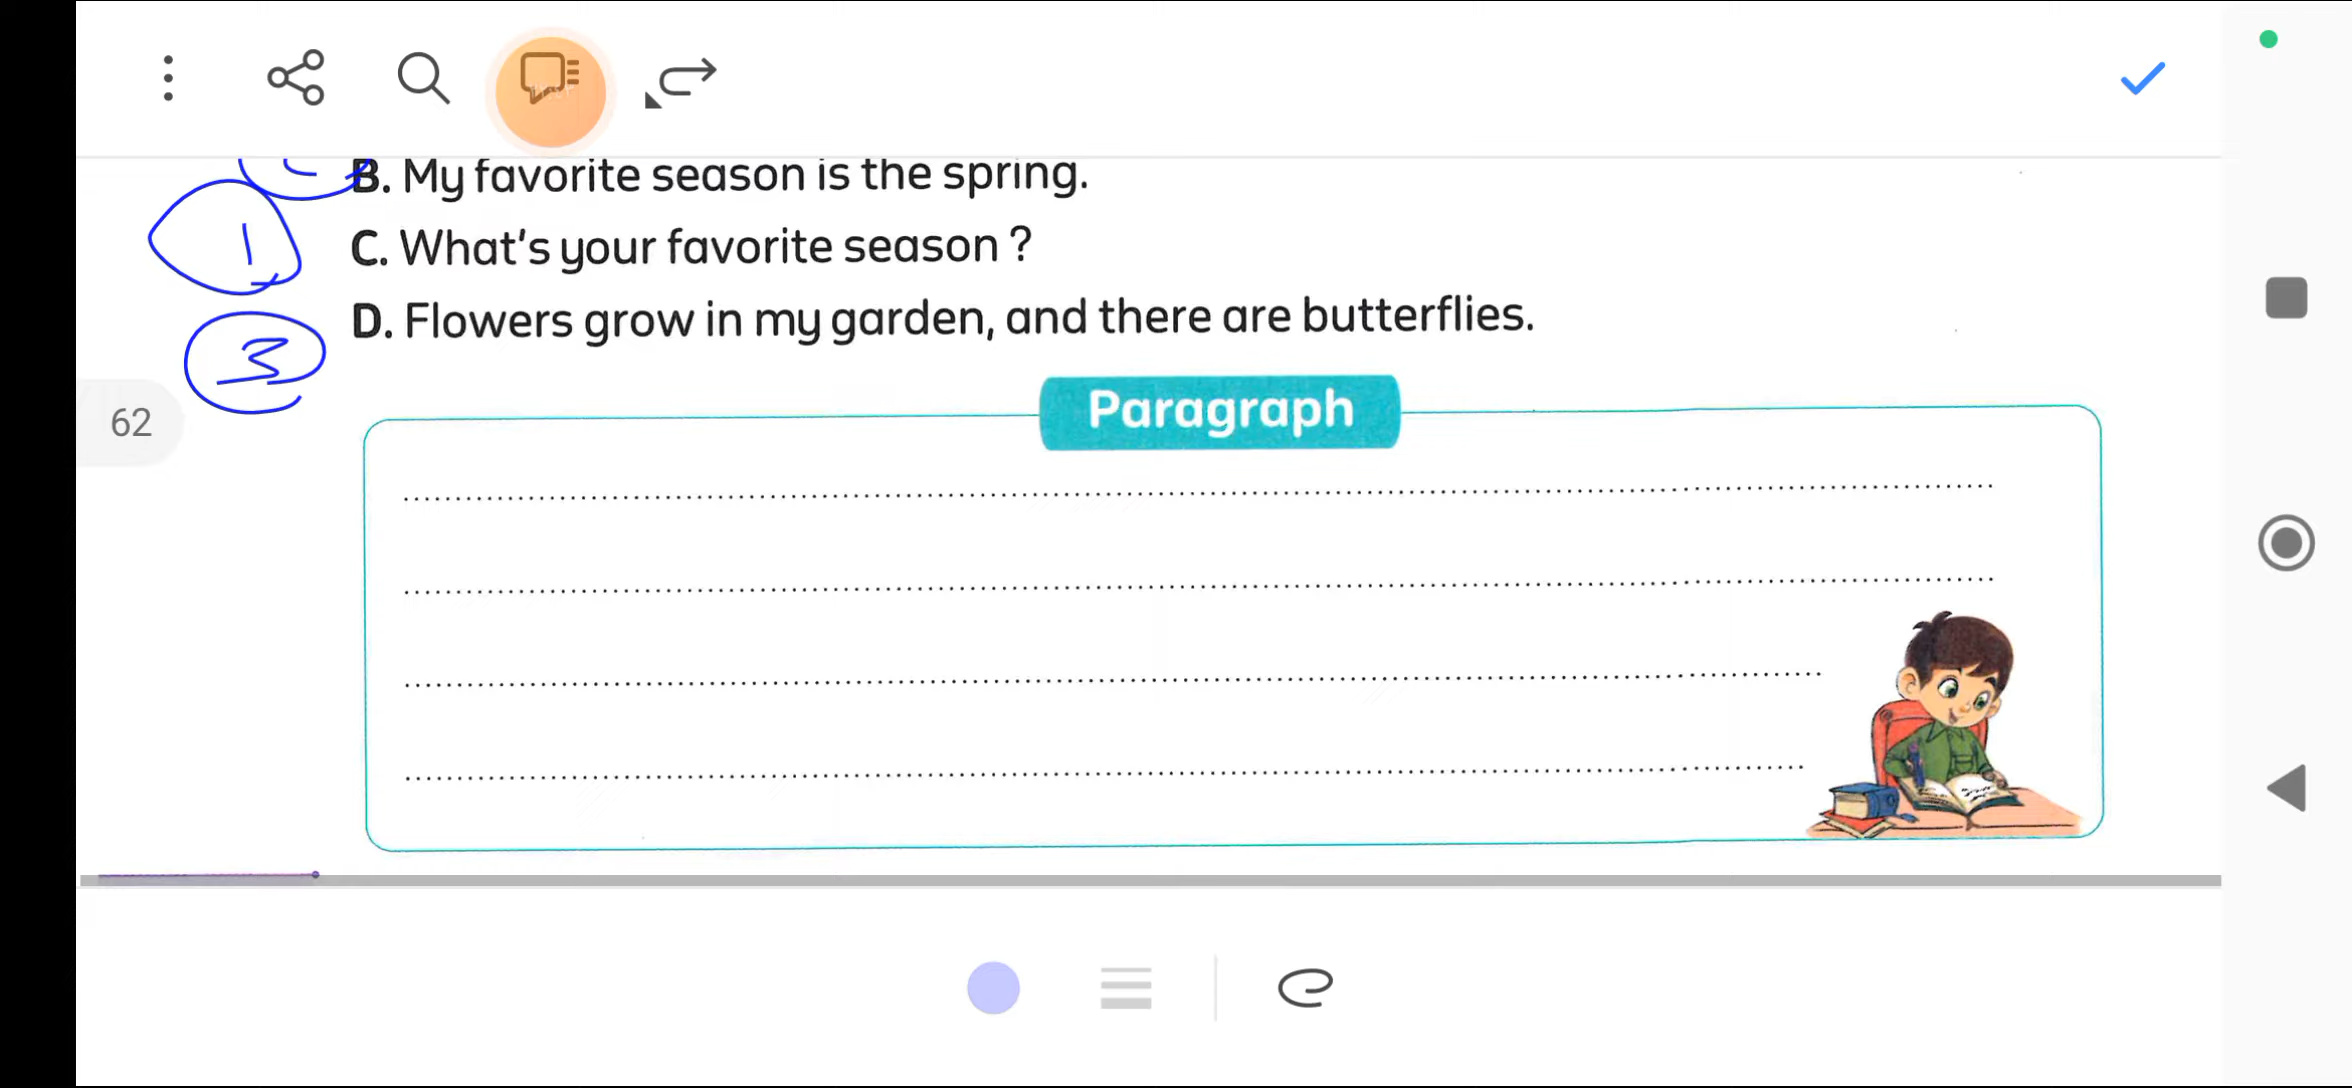 B. My favorite season is the spring.
1 C. What's your favorite season ?
3 D. Flowers grow in my garden, and there are butterflies.
62
Paragraph